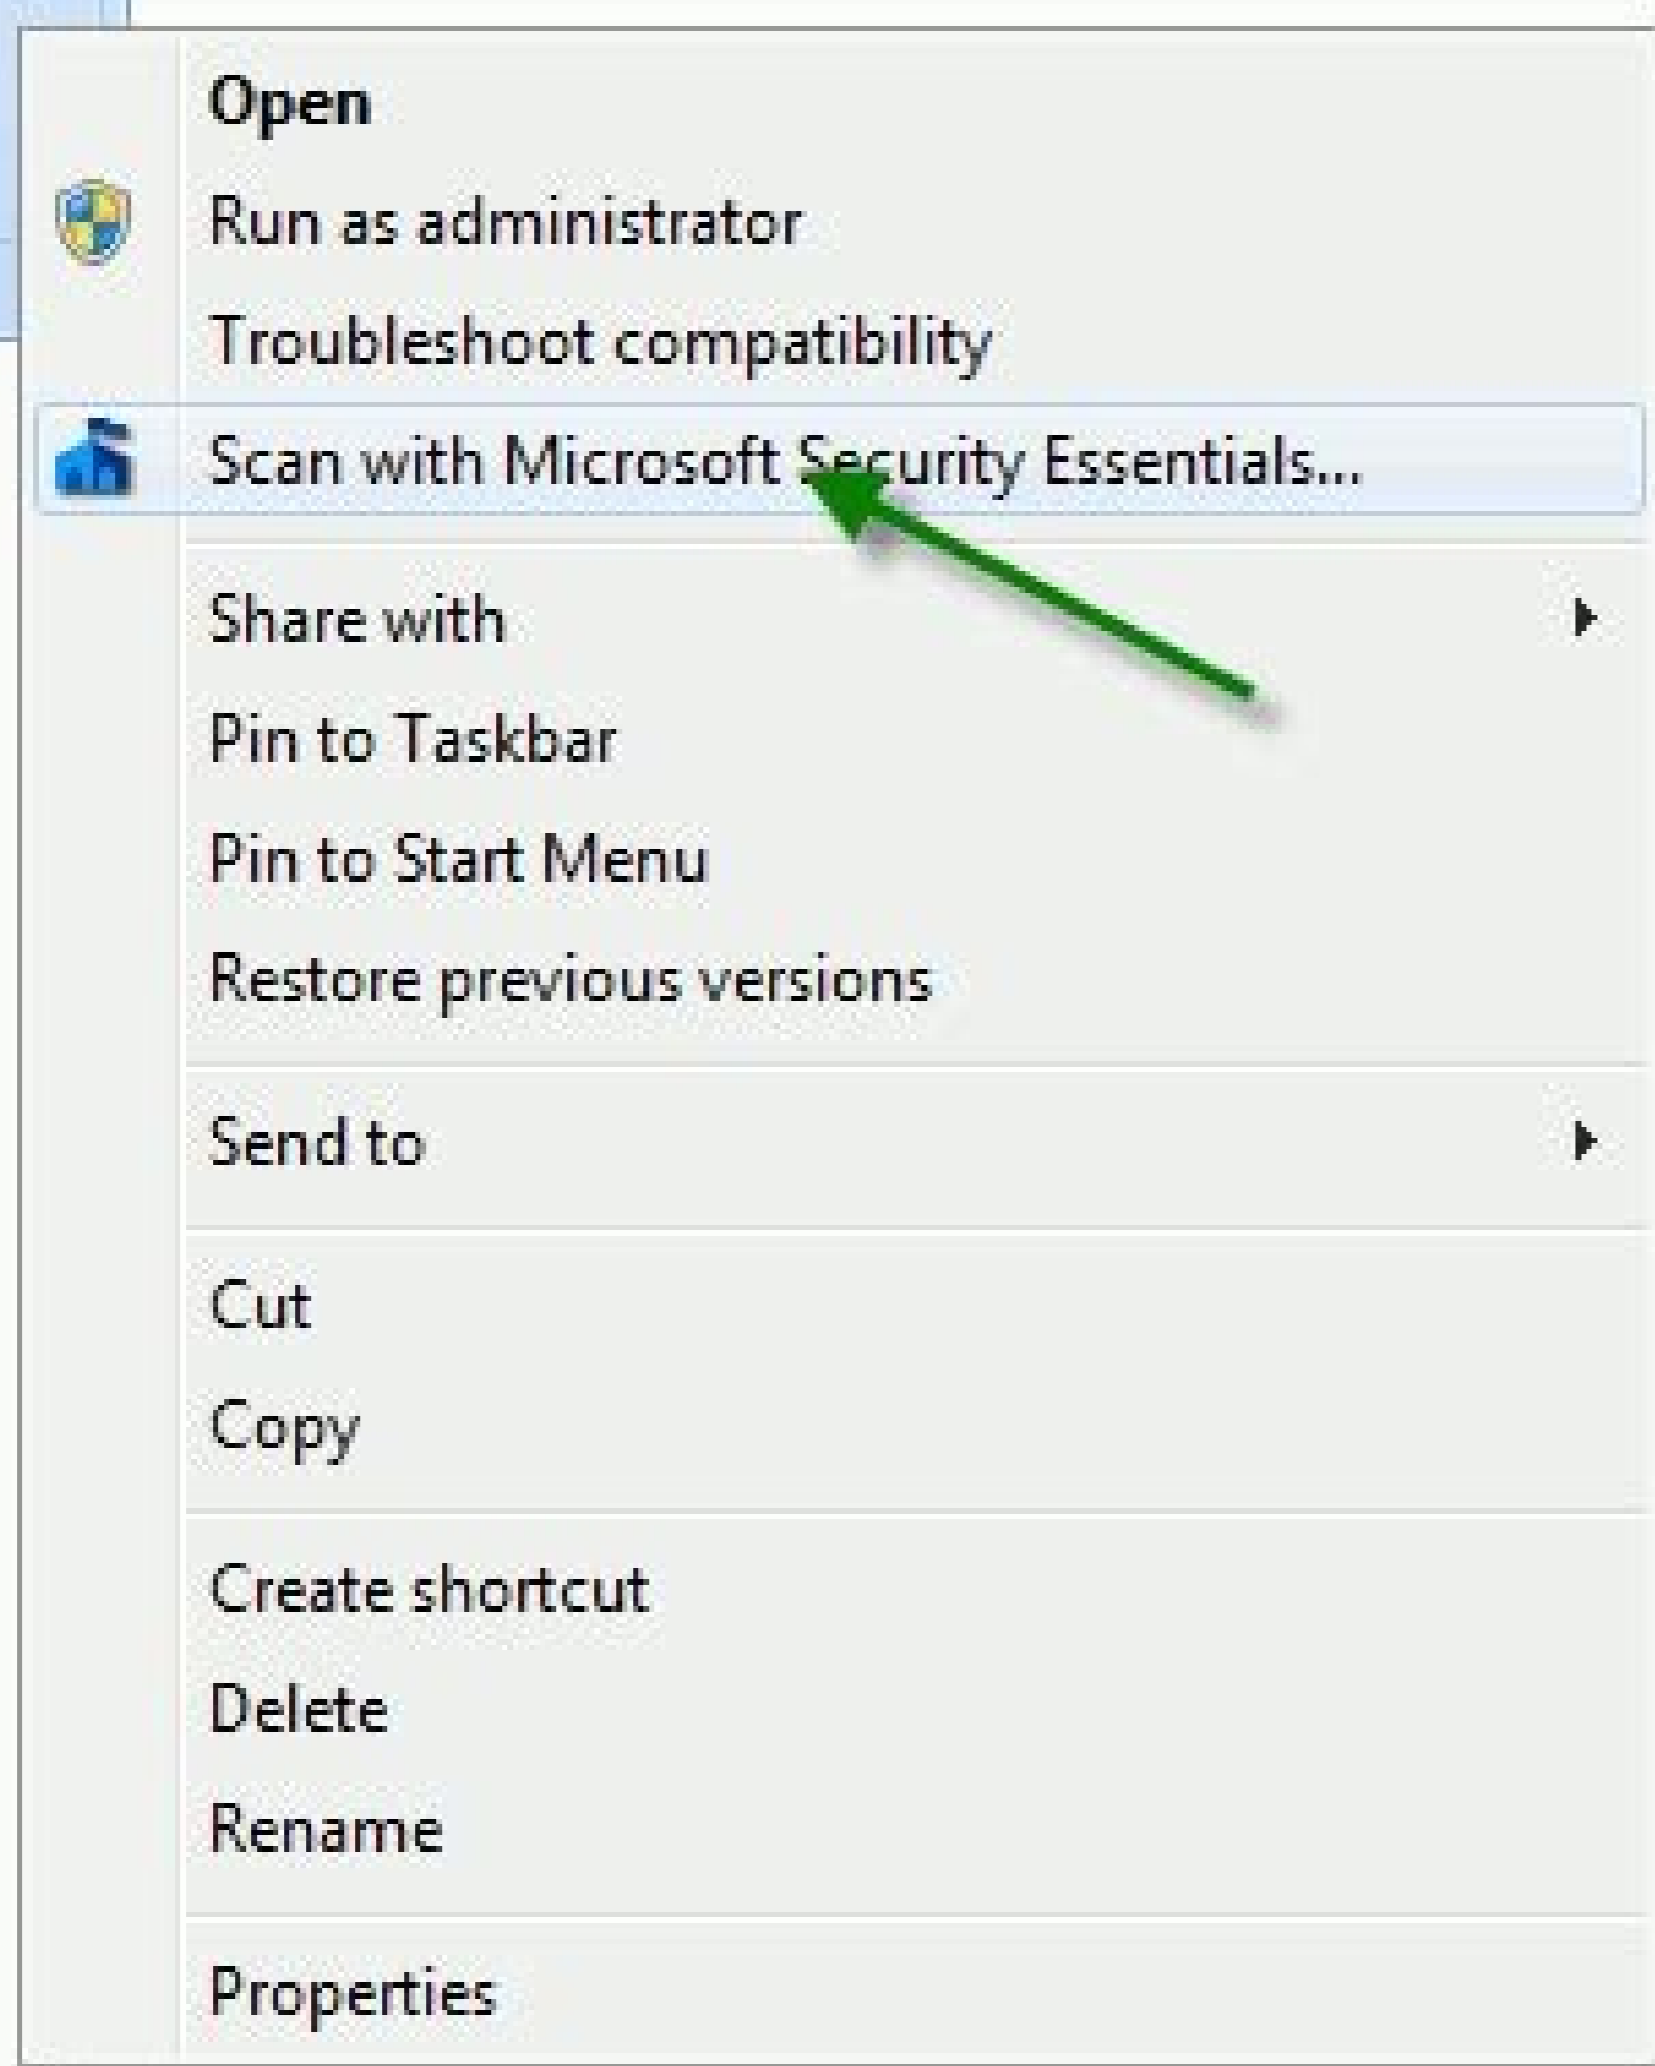 Open
Run as administrator
Troubleshoot compatibility
Scan with Microsoft Security Essentials...
Share with
Pin to Taskbar
Pin to Start Menu
Restore previous versions
Send to
Cut
Copy
Create shortcut
Delete
Rename
Properties